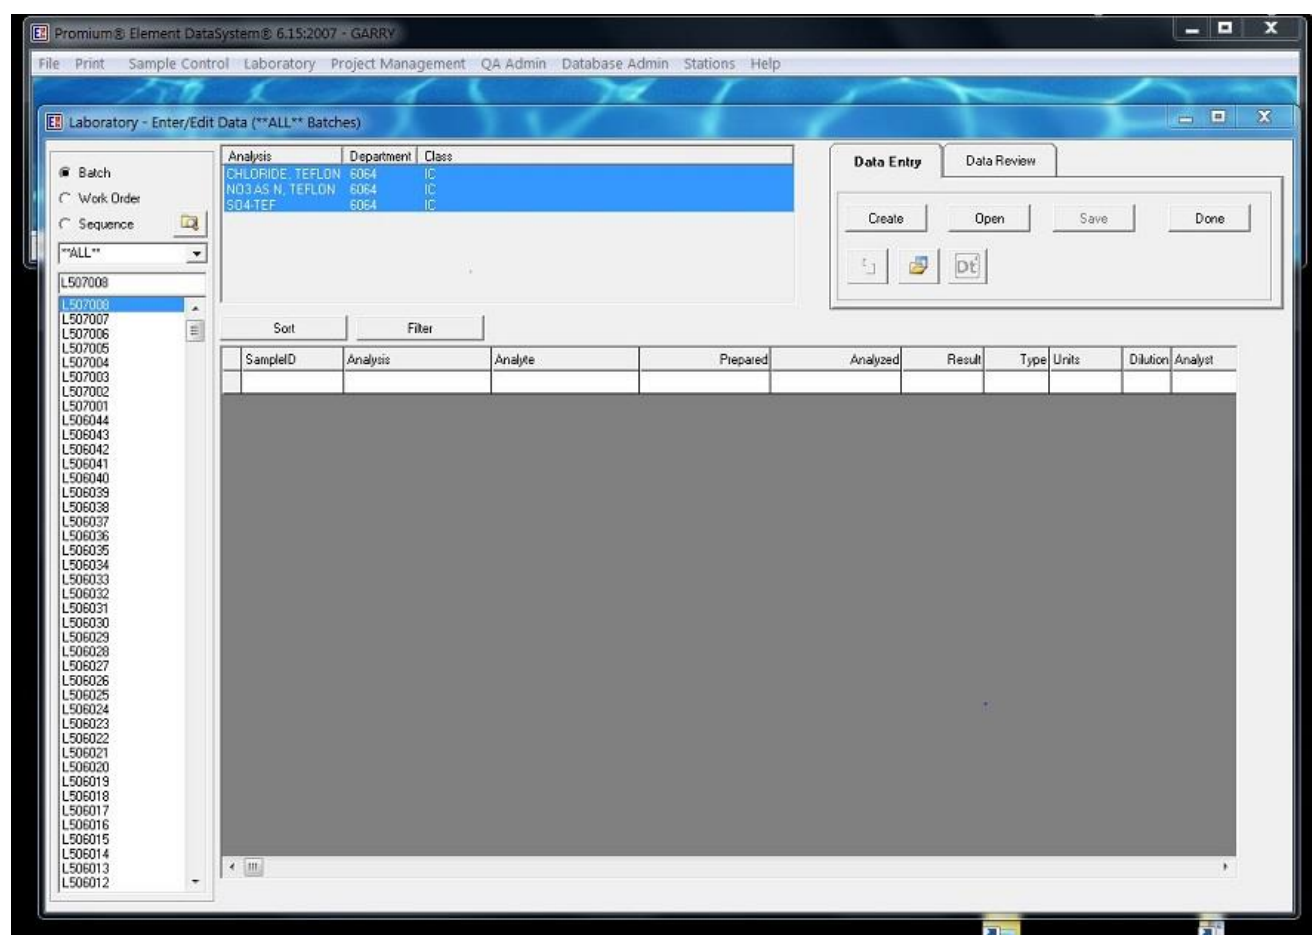 Promium® Element DataSystem® 6.15:2007 - GARRY
File Print Sample Control Laboratory Project Management QA Admin Database Admin Stations Help
Laboratory - Enter/Edit Data (**ALL** Batches)
Batch
Work Order
Sequence
**ALL**
L507008
L507008
L507007
L507006
L507005
L507004
L507003
L507002
L507001
L506044
L506043
L506042
L506041
L506040
L506039
L506038
L506037
L506036
L506035
L506034
L506033
L506032
L506031
L506030
L506029
L506028
L506027
L506026
L506025
L506024
L506023
L506022
L506021
L506020
L506019
L506018
L506017
L506016
L506015
L506014
L506013
L506012
Analysis Department Class
CHLORIDE, TEFLON 6064 IC
NO3 AS N, TEFLON 6064 IC
SO4-TEF 6064 IC
Data Entry Data Review
Create Open Save Done
Dt
Sort Filter
SampleID Analysis Analyte Prepared Analyzed Result Type Units Dilution Analyst